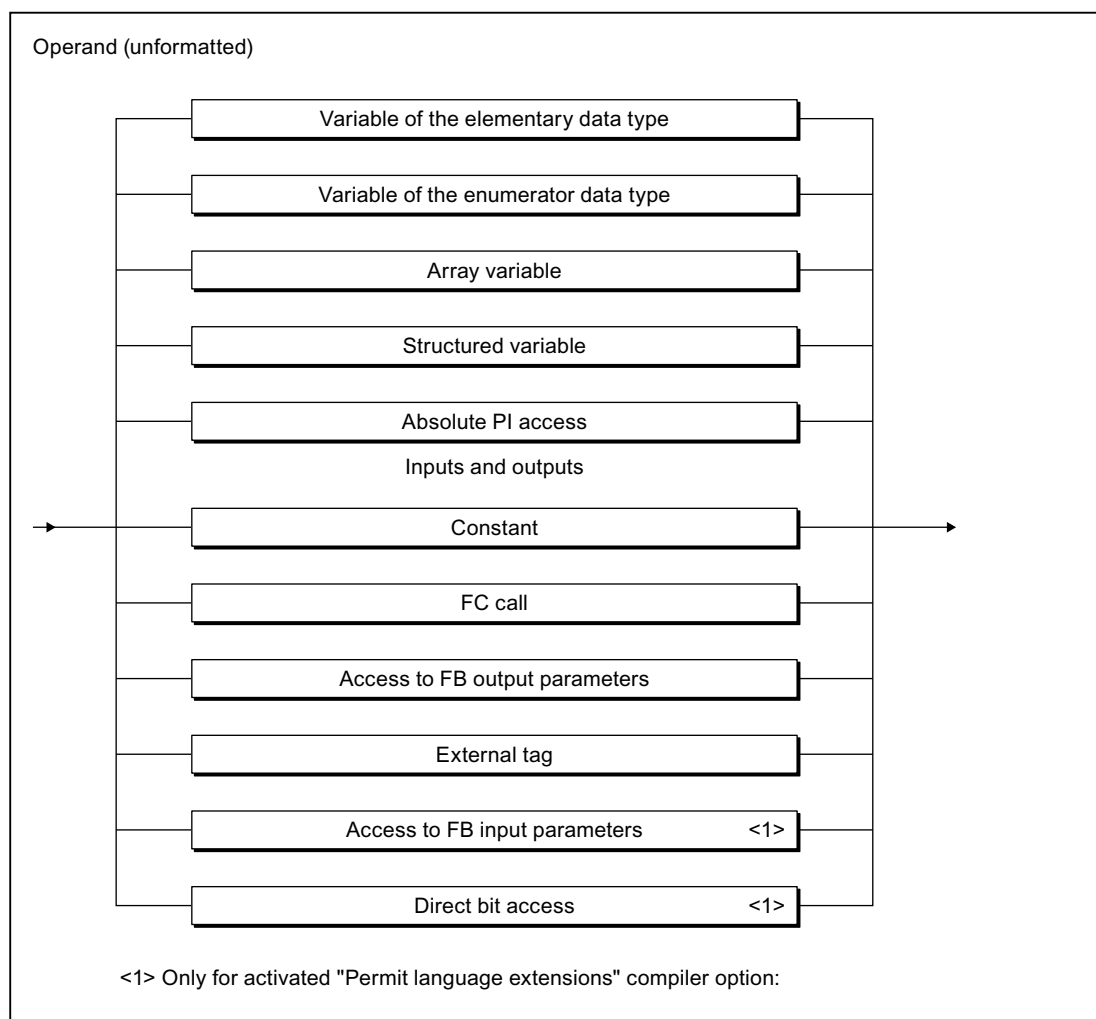 Operand (unformatted)
Variable of the elementary data type
Variable of the enumerator data type
Array variable
Structured variable
Absolute PI access
Inputs and outputs
Constant
FC call
Access to FB output parameters
External tag
Access to FB input parameters <1>
Direct bit access <1>
<1> Only for activated "Permit language extensions" compiler option: